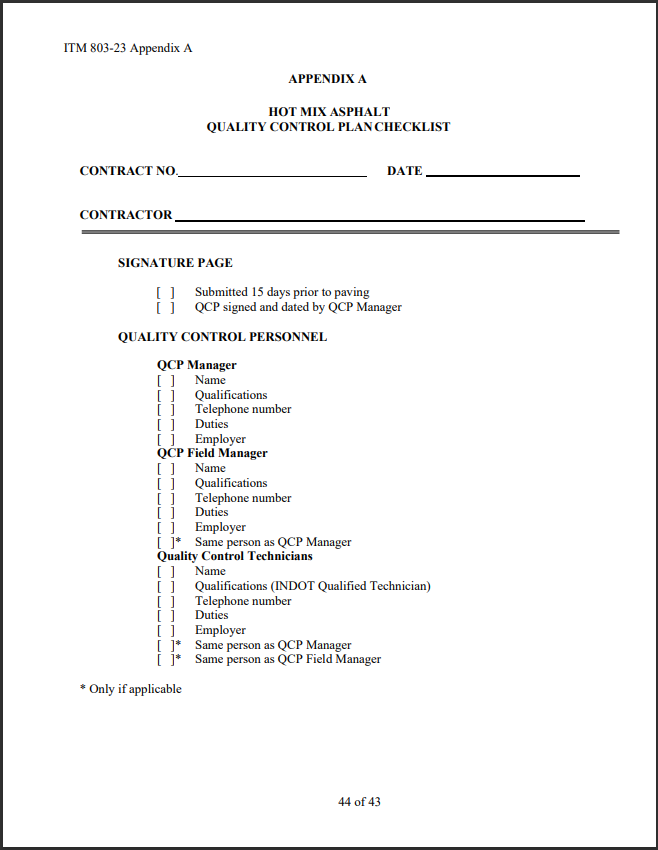 ITM 803-23 Appendix A
APPENDIX A
HOT MIX ASPHALT
QUALITY CONTROL PLAN CHECKLIST
CONTRACT NO. DATE
CONTRACTOR
SIGNATURE PAGE
[ ] Submitted 15 days prior to paving
[ ] QCP signed and dated by QCP Manager
QUALITY CONTROL PERSONNEL
QCP Manager
[ ] Name
[ ] Qualifications
[ ] Telephone number
[ ] Duties
[ ] Employer
QCP Field Manager
[ ] Name
[ ] Qualifications
[ ] Telephone number
[ ] Duties
[ ] Employer
[ ]* Same person as QCP Manager
Quality Control Technicians
[ ] Name
[ ] Qualifications (INDOT Qualified Technician)
[ ] Telephone number
[ ] Duties
[ ] Employer
[ ]* Same person as QCP Manager
[ ]* Same person as QCP Field Manager
* Only if applicable
44 of 43